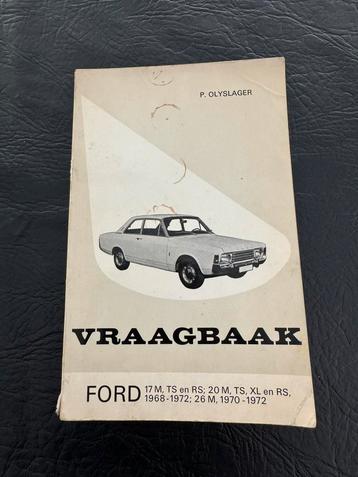 P. OLYSLAGER
VRAAGBAAK
FORD 17 M, TS en RS; 20 M, TS, XL en RS,
1968-1972; 26 M, 1970-1972